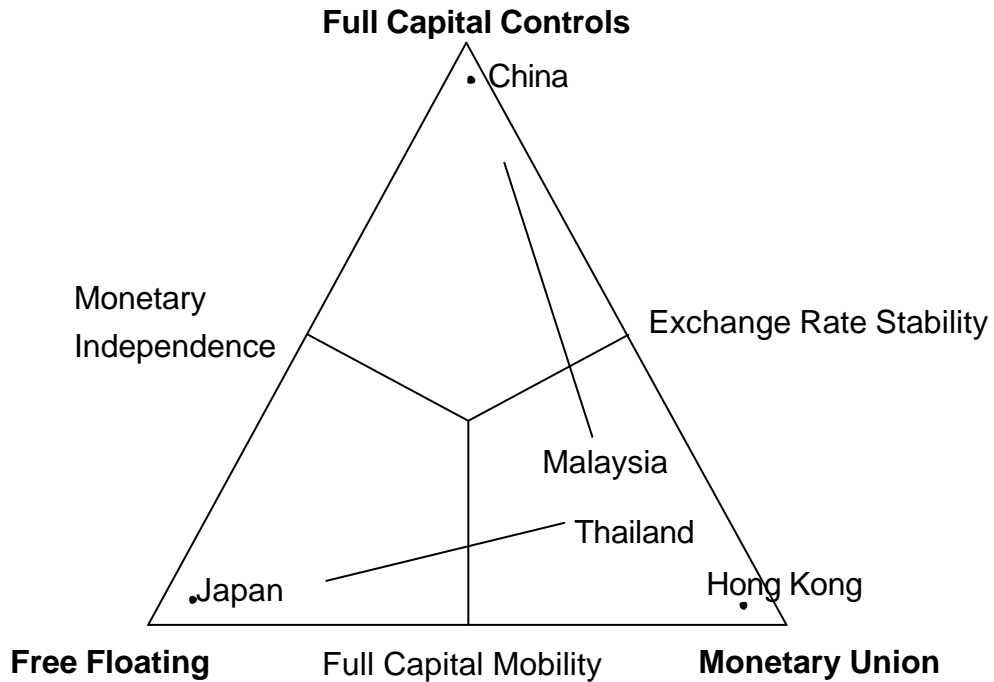 Full Capital Controls
China
Monetary
Independence
Exchange Rate Stability
Malaysia
Thailand
Japan
Hong Kong
Free Floating
Full Capital Mobility
Monetary Union